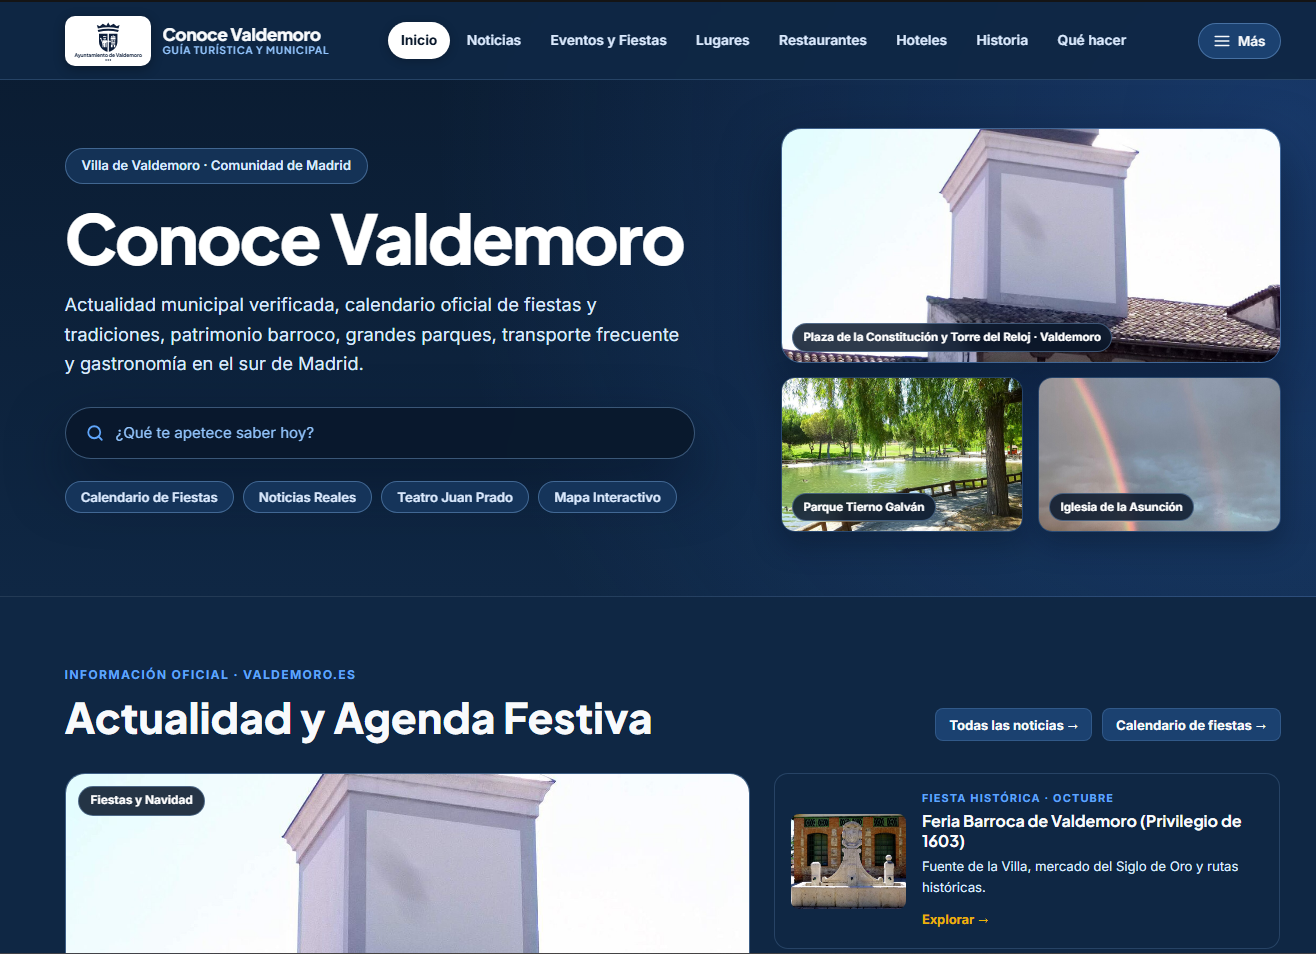 Ayuntamiento de Valdemoro
Conoce Valdemoro
GUÍA TURÍSTICA Y MUNICIPAL
Inicio
Noticias
Eventos y Fiestas
Lugares
Restaurantes
Hoteles
Historia
Qué hacer
Más
Villa de Valdemoro · Comunidad de Madrid
Conoce Valdemoro
Actualidad municipal verificada, calendario oficial de fiestas y
tradiciones, patrimonio barroco, grandes parques, transporte frecuente
y gastronomía en el sur de Madrid.
¿Qué te apetece saber hoy?
Calendario de Fiestas
Noticias Reales
Teatro Juan Prado
Mapa Interactivo
Plaza de la Constitución y Torre del Reloj · Valdemoro
Parque Tierno Galván
Iglesia de la Asunción
INFORMACIÓN OFICIAL · VALDEMORO.ES
Actualidad y Agenda Festiva
Todas las noticias →
Calendario de fiestas →
Fiestas y Navidad
FIESTA HISTÓRICA · OCTUBRE
Feria Barroca de Valdemoro (Privilegio de
1603)
Fuente de la Villa, mercado del Siglo de Oro y rutas
históricas.
Explorar →